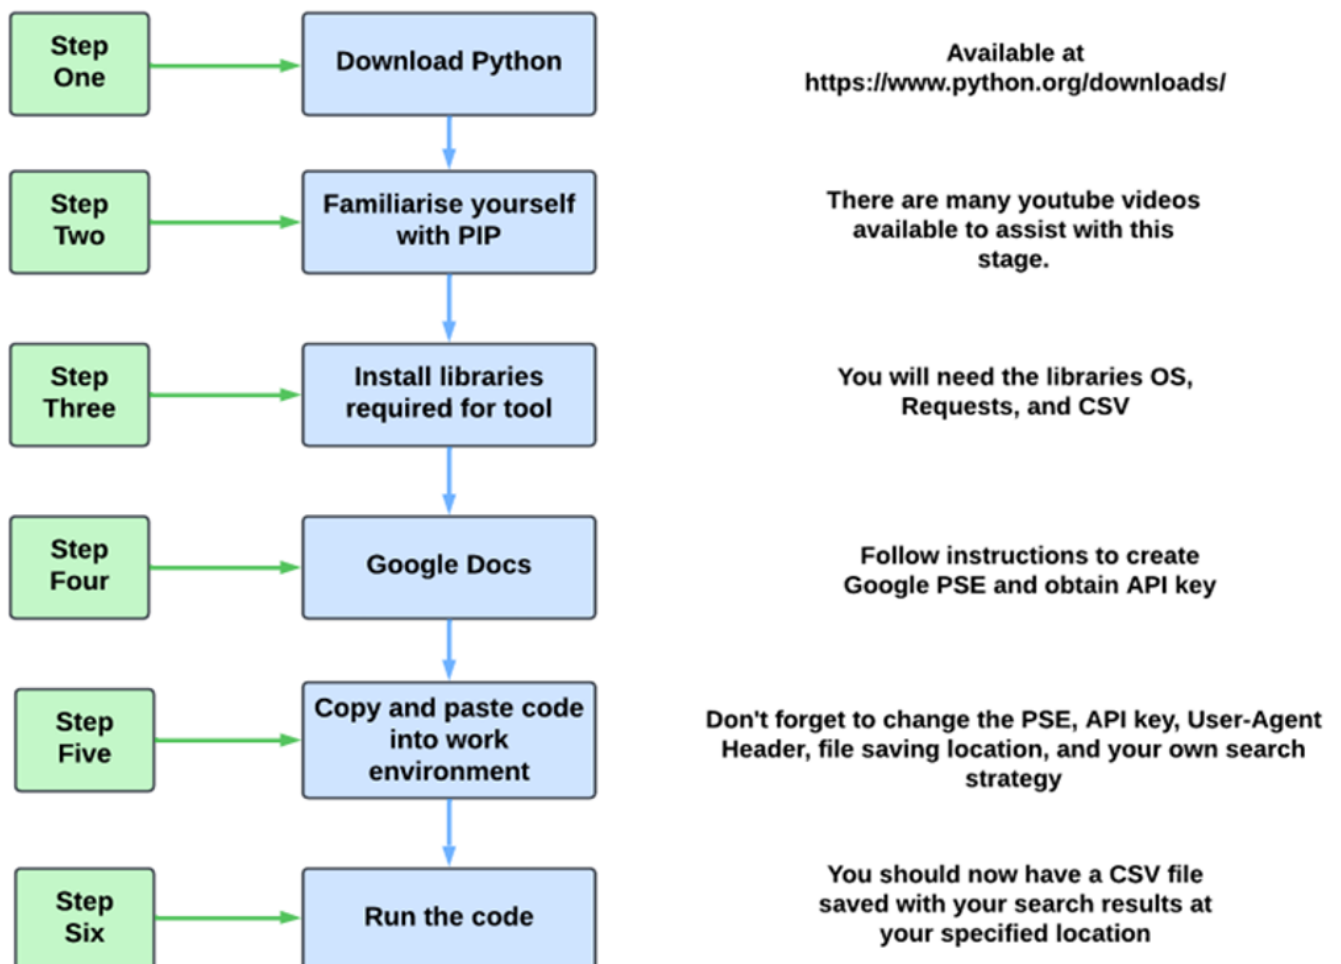 Step
One
Download Python
Available at
https://www.python.org/downloads/
Step
Two
Familiarise yourself
with PIP
There are many youtube videos
available to assist with this
stage.
Step
Three
Install libraries
required for tool
You will need the libraries OS,
Requests, and CSV
Step
Four
Google Docs
Follow instructions to create
Google PSE and obtain API key
Step
Five
Copy and paste code
into work
environment
Don't forget to change the PSE, API key, User-Agent
Header, file saving location, and your own search
strategy
Step
Six
Run the code
You should now have a CSV file
saved with your search results at
your specified location